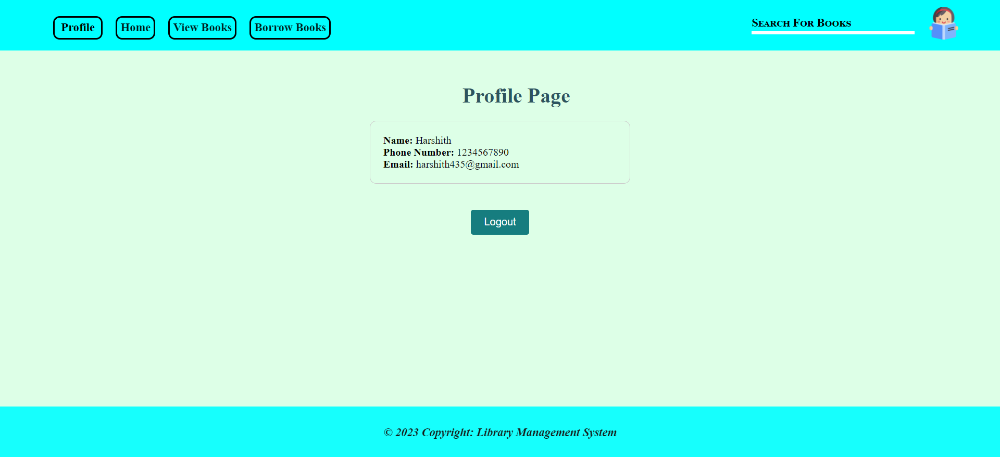 Profile
Home
View Books
Borrow Books
Search For Books
Profile Page
Name: Harshith
Phone Number: 1234567890
Email: harshith435@gmail.com
Logout
© 2023 Copyright: Library Management System